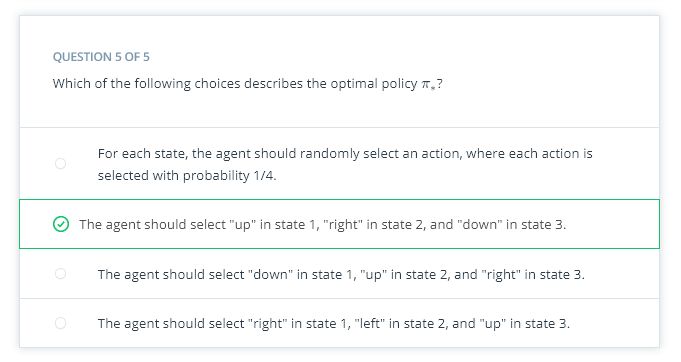 QUESTION 5 OF 5
Which of the following choices describes the optimal policy π*?
For each state, the agent should randomly select an action, where each action is
selected with probability 1/4.
The agent should select "up" in state 1, "right" in state 2, and "down" in state 3.
The agent should select "down" in state 1, "up" in state 2, and "right" in state 3.
The agent should select "right" in state 1, "left" in state 2, and "up" in state 3.